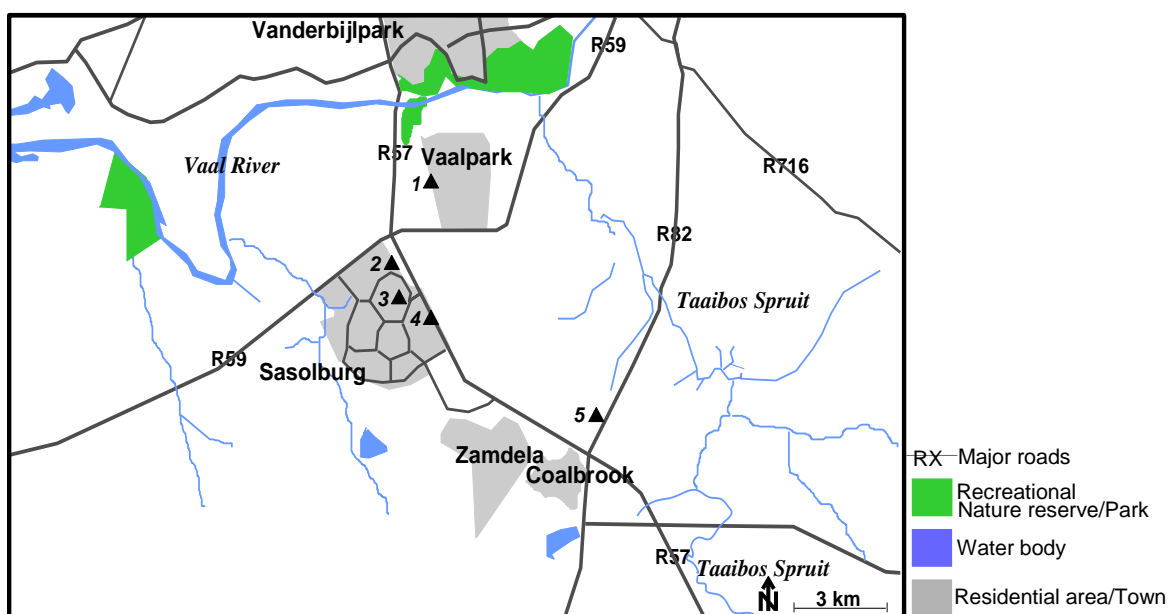 Vanderbijlpark
R59
Vaal River
R57
Vaalpark
R716
1
R82
2
Taaibos Spruit
3
4
R59
Sasolburg
5
Zamdela
Coalbrook
R57
Taaibos Spruit
N
3 km
RX Major roads
Recreational
Nature reserve/Park
Water body
Residential area/Town